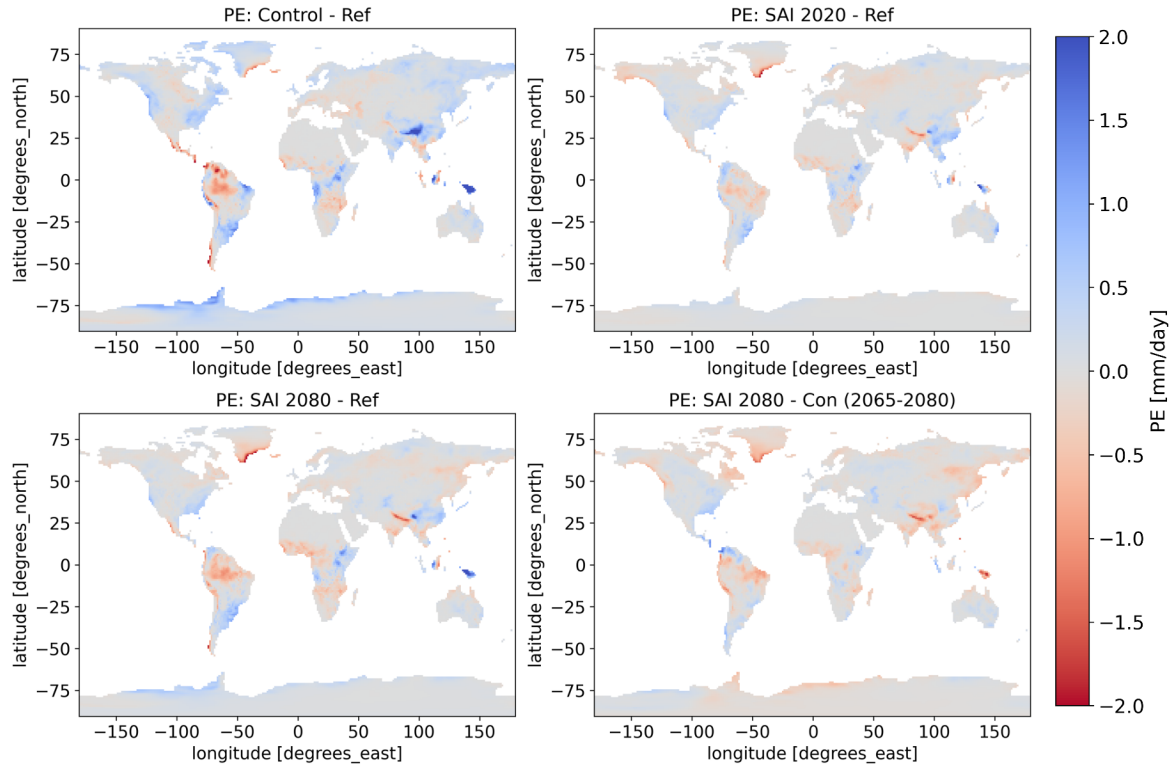 PE: Control - Ref
75
50
25
0
−25
−50
−75
latitude [degrees_north]
−150 −100 −50 0 50 100 150
longitude [degrees_east]
PE: SAI 2020 - Ref
75
50
25
0
−25
−50
−75
latitude [degrees_north]
−150 −100 −50 0 50 100 150
longitude [degrees_east]
PE: SAI 2080 - Ref
75
50
25
0
−25
−50
−75
latitude [degrees_north]
−150 −100 −50 0 50 100 150
longitude [degrees_east]
PE: SAI 2080 - Con (2065-2080)
75
50
25
0
−25
−50
−75
latitude [degrees_north]
−150 −100 −50 0 50 100 150
longitude [degrees_east]
2.0
1.5
1.0
0.5
0.0
−0.5
−1.0
−1.5
−2.0
PE [mm/day]